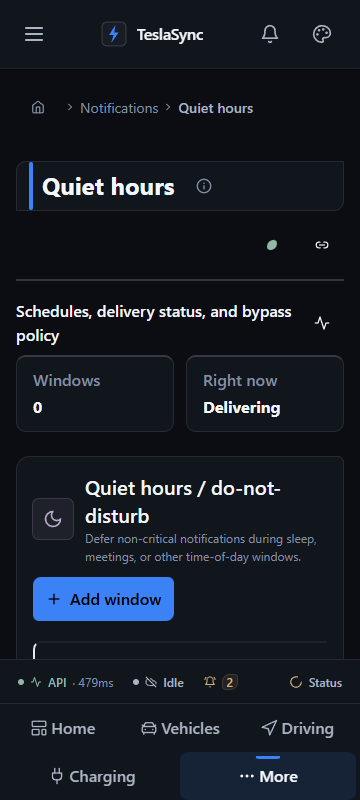 TeslaSync
Notifications > Quiet hours
Quiet hours
Schedules, delivery status, and bypass
policy
Windows
0
Right now
Delivering
Quiet hours / do-not-
disturb
Defer non-critical notifications during sleep,
meetings, or other time-of-day windows.
+ Add window
API · 479ms
Idle
2
Status
Home
Vehicles
Driving
Charging
More